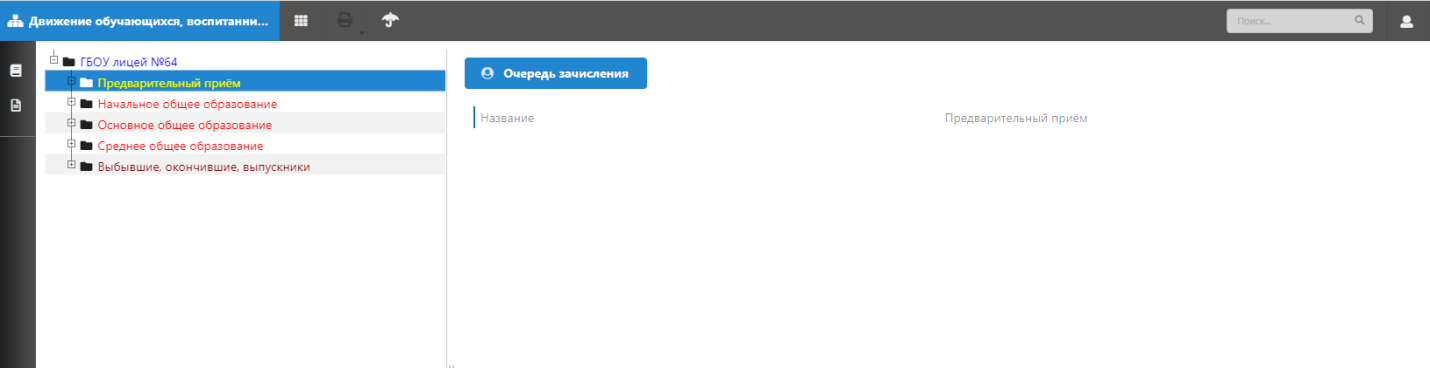 Движение обучающихся, воспитанни...
Поиск...
ГБОУ лицей №64
Предварительный приём
Начальное общее образование
Основное общее образование
Среднее общее образование
Выбывшие, окончившие, выпускники
Очередь зачисления
Название
Предварительный приём